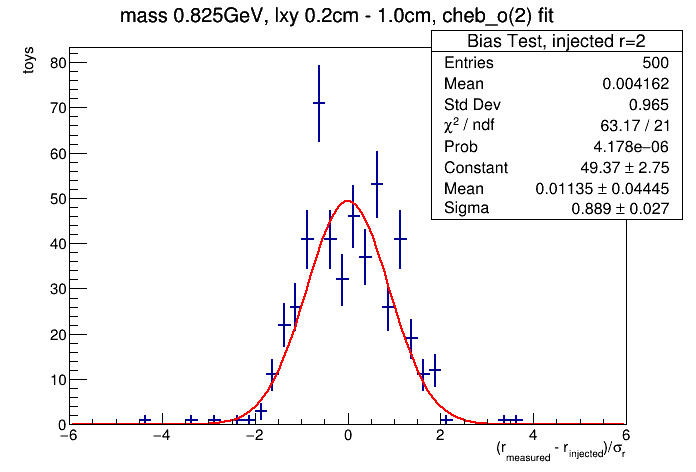 mass 0.825GeV, lxy 0.2cm - 1.0cm, cheb_o(2) fit
Bias Test, injected r=2
Entries 500
Mean 0.004162
Std Dev 0.965
χ² / ndf 63.17 / 21
Prob 4.178e−06
Constant 49.37 ± 2.75
Mean 0.01135 ± 0.04445
Sigma 0.889 ± 0.027
toys
80
70
60
50
40
30
20
10
0
−6 −4 −2 0 2 4 6
(r_measured - r_injected)/σ_r